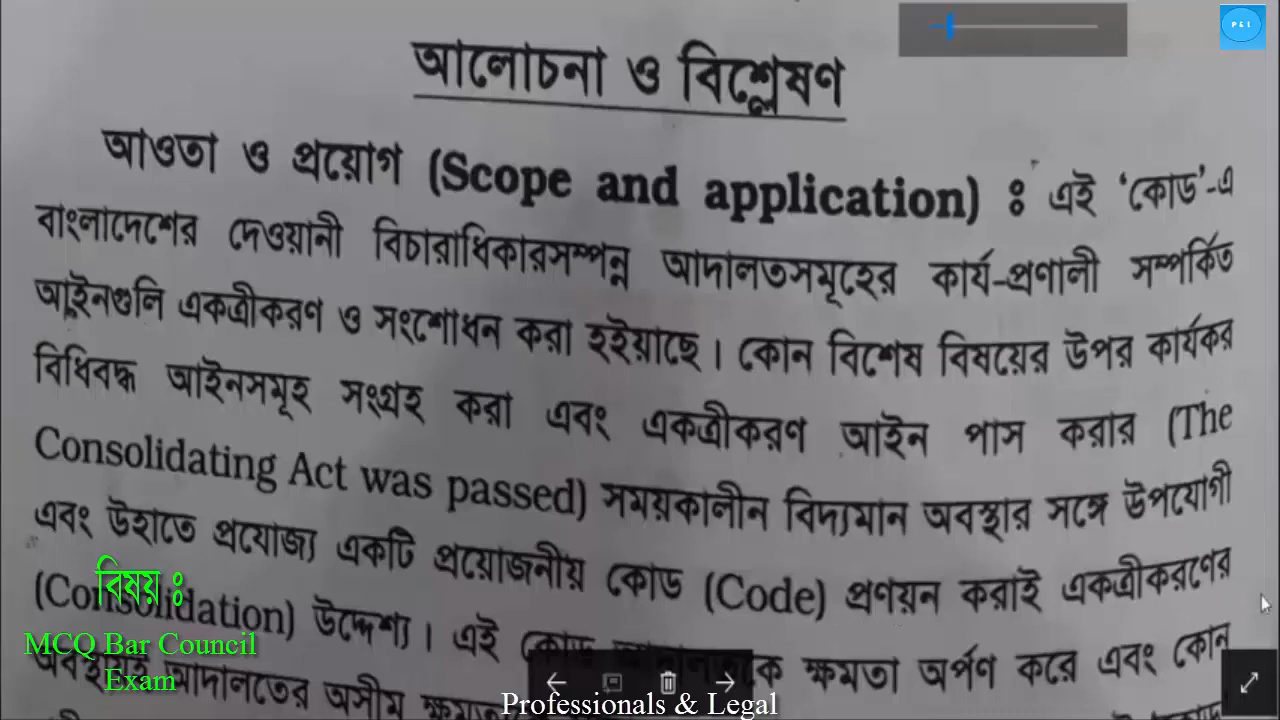 আলোচনা ও বিশ্লেষণ
আওতা ও প্রয়োগ (Scope and application) ঃ এই ‘কোড’-এ
বাংলাদেশের দেওয়ানী বিচারাধিকারসম্পন্ন আদালতসমূহের কার্য-প্রণালী সম্পর্কিত
আইনগুলি একত্রীকরণ ও সংশোধন করা হইয়াছে। কোন বিশেষ বিষয়ের উপর কার্যকর
বিধিবদ্ধ আইনসমূহ সংগ্রহ করা এবং একত্রীকরণ আইন পাস করার (The
Consolidating Act was passed) সময়কালীন বিদ্যমান অবস্থার সঙ্গে উপযোগী
এবং উহাতে প্রযোজ্য একটি প্রয়োজনীয় কোড (Code) প্রণয়ন করাই একত্রীকরণের
(Consolidation) উদ্দেশ্য। এই কোড ক্ষমতা অর্পণ করে এবং কোন
আদালতের অসীম
বিষয় ঃ
MCQ Bar Council
Exam
Professionals & Legal
P & L